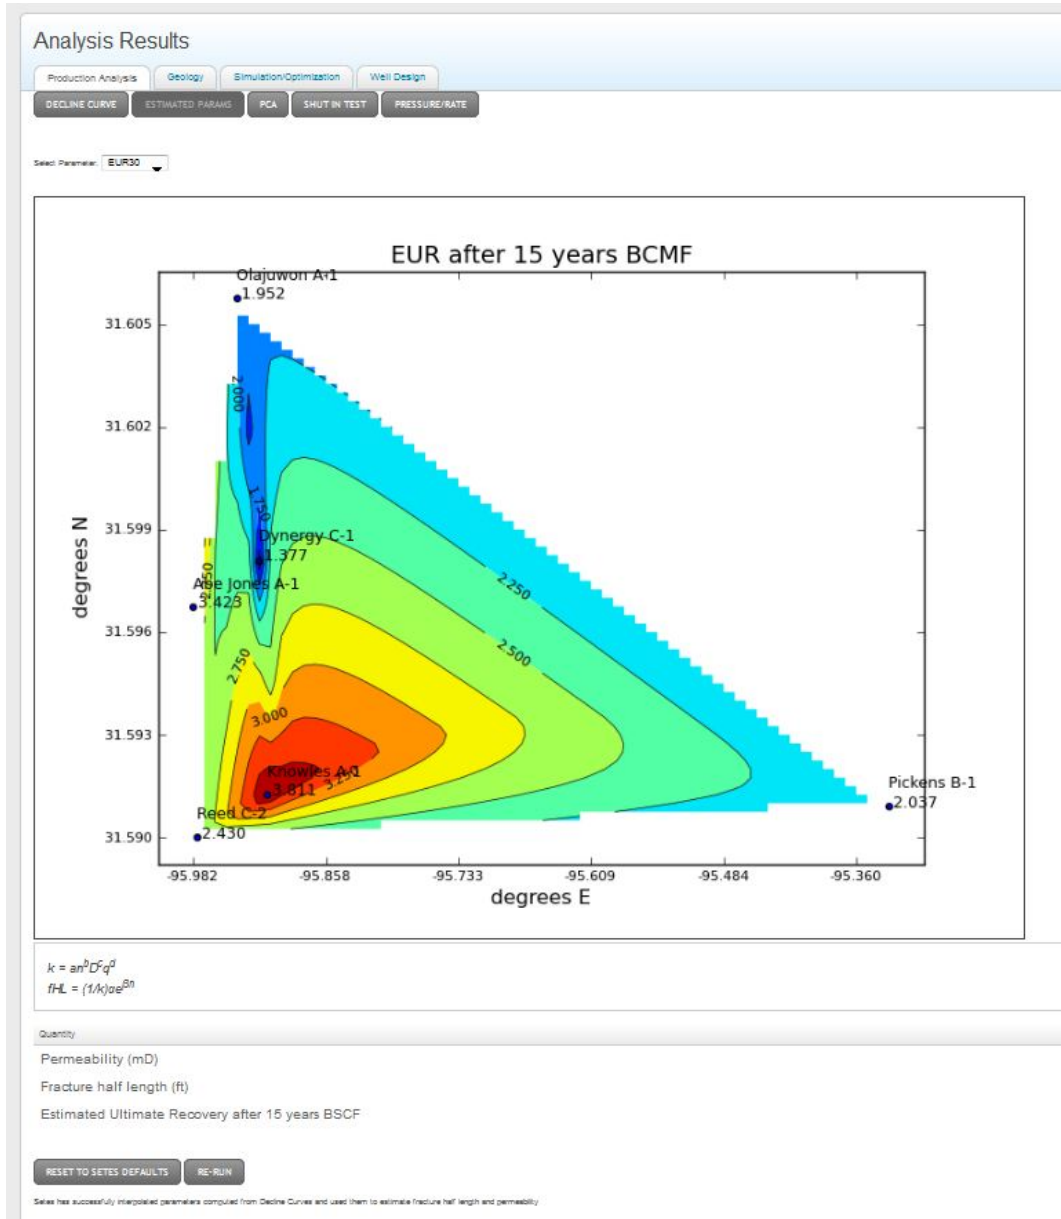 Analysis Results
Production Analysis Geology Simulation/Optimization Well Design
DECLINE CURVE ESTIMATED PARAMS PCA SHUT IN TEST PRESSURE/RATE
Select Parameter: EUR30
EUR after 15 years BCMF
Olajuwon A-1
1.952
31.605
2.000
31.602
1.750
31.599
Dynergy C-1
1.377
2.250
2.250
Abe Jones A-1
3.423
degrees N
31.596
2.500
2.750
3.000
31.593
Knowles A-1
3.250
3.811
Pickens B-1
2.037
Reed C-2
2.430
31.590
-95.982 -95.858 -95.733 -95.609 -95.484 -95.360
degrees E
k = an^bD^cq^d
fHL = (1/k)αe^βn
Quantity
Permeability (mD)
Fracture half length (ft)
Estimated Ultimate Recovery after 15 years BSCF
RESET TO SETES DEFAULTS RE-RUN
Setes has successfully interpolated parameters computed from Decline Curves and used them to estimate fracture half length and permeability